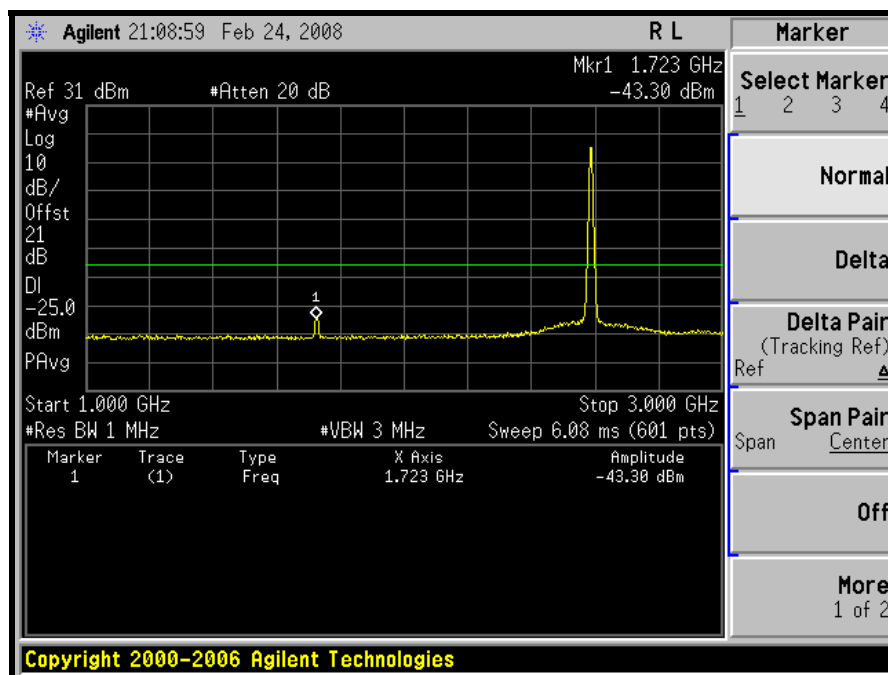 Agilent 21:08:59 Feb 24, 2008 R L
Mkr1 1.723 GHz
Ref 31 dBm #Atten 20 dB -43.30 dBm
#Avg
Log
10
dB/
Offst
21
dB
DI
-25.0
dBm
PAvg
1
Start 1.000 GHz Stop 3.000 GHz
#Res BW 1 MHz #VBW 3 MHz Sweep 6.08 ms (601 pts)
Marker Trace Type X Axis Amplitude
1 (1) Freq 1.723 GHz -43.30 dBm
Marker
Select Marker
1 2 3 4
Normal
Delta
Delta Pair
(Tracking Ref)
Ref Δ
Span Pair
Span Center
Off
More
1 of 2
Copyright 2000-2006 Agilent Technologies